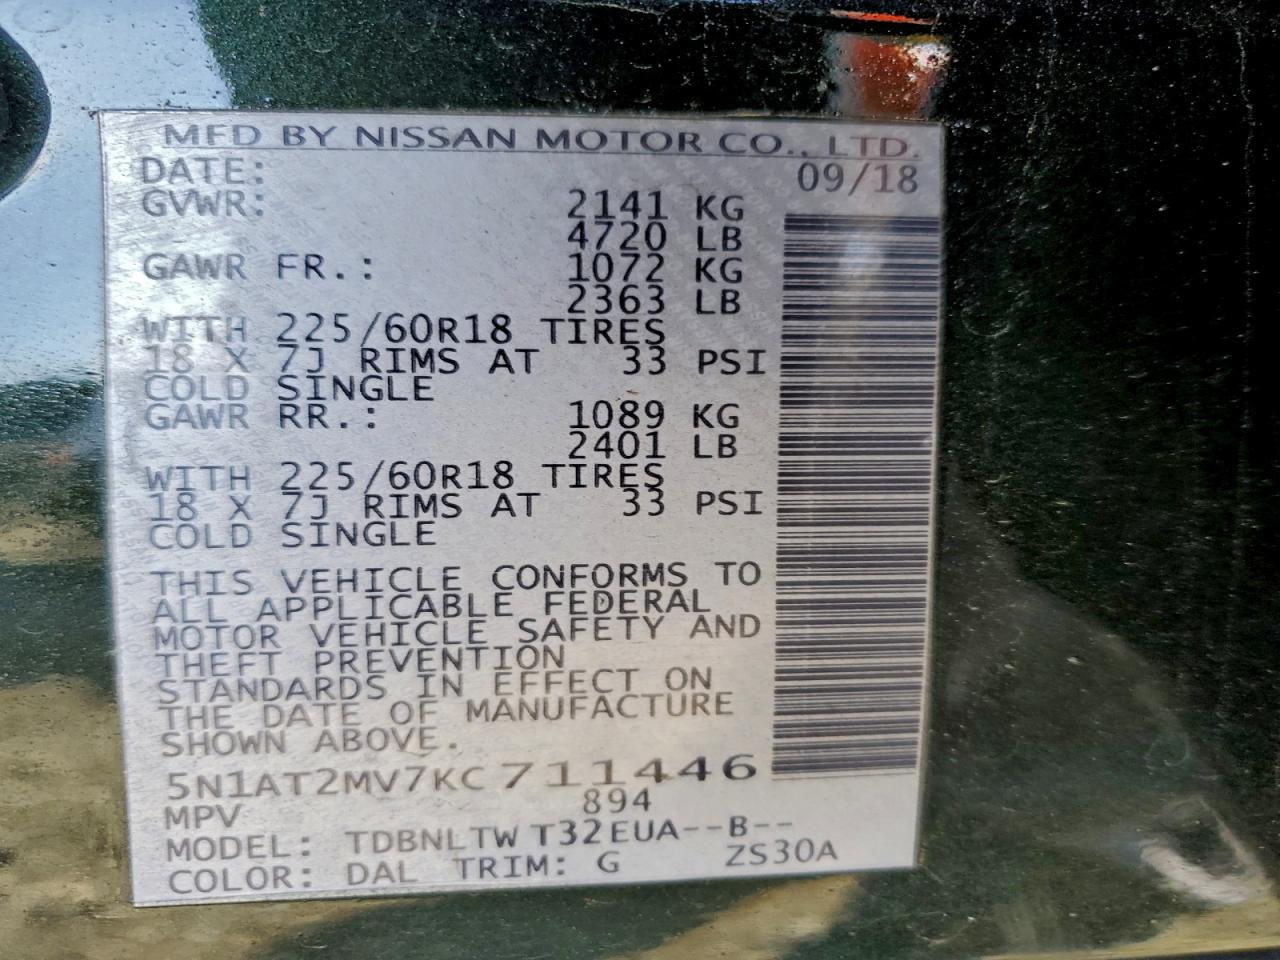 MFD BY NISSAN MOTOR CO., LTD.
DATE: 09/18
GVWR: 2141 KG
4720 LB
GAWR FR.: 1072 KG
2363 LB
WITH 225/60R18 TIRES
18 X 7J RIMS AT 33 PSI
COLD SINGLE
GAWR RR.: 1089 KG
2401 LB
WITH 225/60R18 TIRES
18 X 7J RIMS AT 33 PSI
COLD SINGLE
THIS VEHICLE CONFORMS TO
ALL APPLICABLE FEDERAL
MOTOR VEHICLE SAFETY AND
THEFT PREVENTION
STANDARDS IN EFFECT ON
THE DATE OF MANUFACTURE
SHOWN ABOVE.
5N1AT2MV7KC711446
MPV 894
MODEL: TDBNLTWT32EUA--B--
COLOR: DAL TRIM: G ZS30A